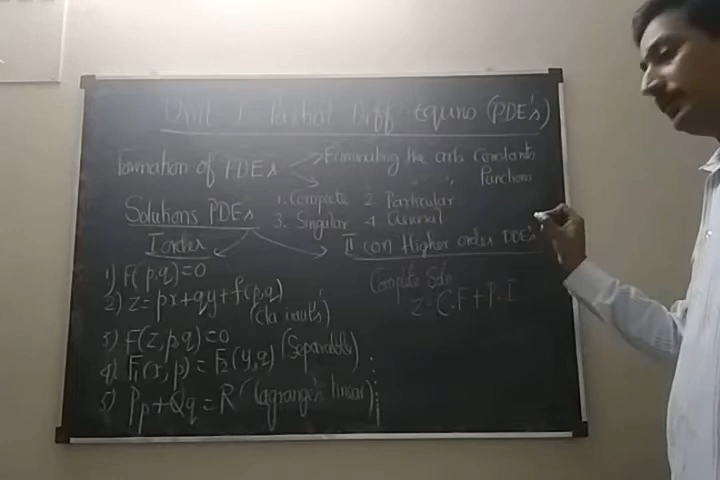 Unit - 5 Partial Diff Equns (PDE's)
Formation of PDEs
Eliminating the arb Constants
" " Functions
Solutions PDEs
1. Complete 2. Particular
3. Singular 4. General
I order
II (or) Higher order PDE's
1) F(p,q)=0
2) z = px + qy + f(p,q)
(Clairaut's)
3) F(z,p,q)=0
4) F1(x,p) = F2(y,q) (Separable)
5) Pp + Qq = R (Lagrange's linear)
Complete Soln
z = C.F + P.I